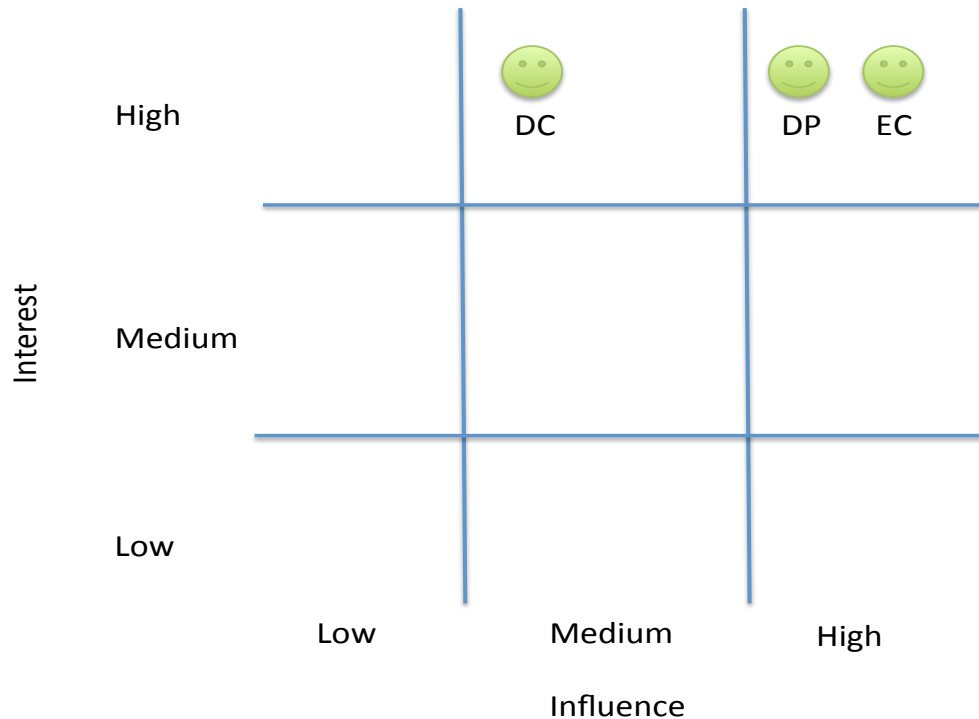 High
DC
DP
EC
Interest
Medium
Low
Low
Medium
High
Influence